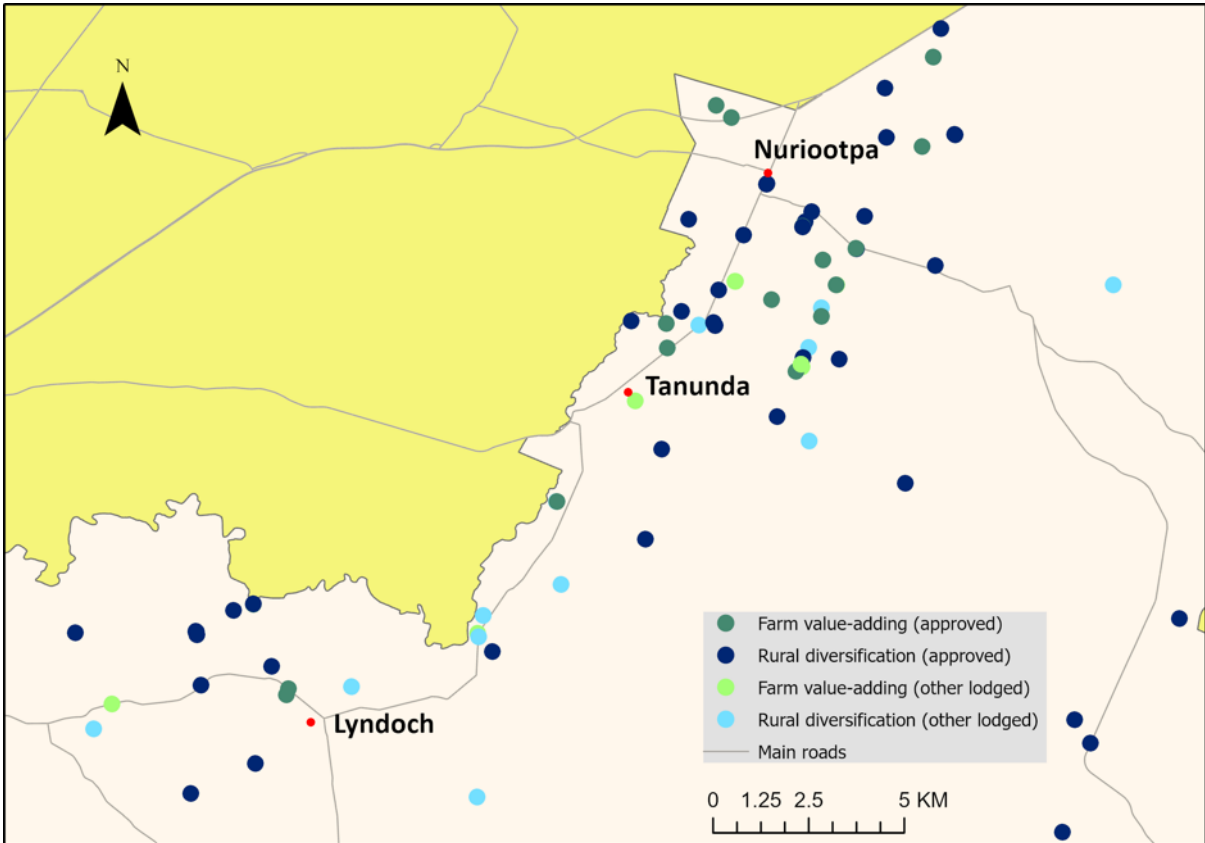 N
Nuriootpa
Tanunda
Farm value-adding (approved)
Rural diversification (approved)
Farm value-adding (other lodged)
Rural diversification (other lodged)
Main roads
Lyndoch
0 1.25 2.5 5 KM